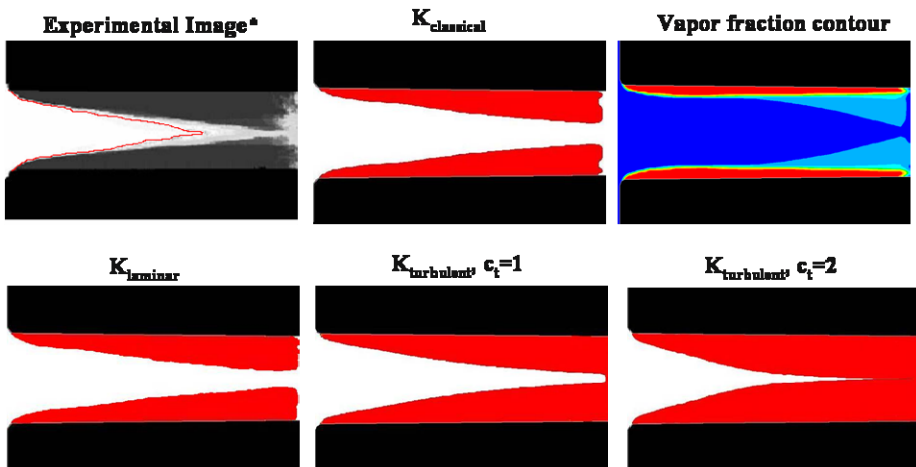 Experimental Image*
K_classical
Vapor fraction contour
K_laminar
K_turbulent, c_t=1
K_turbulent, c_t=2